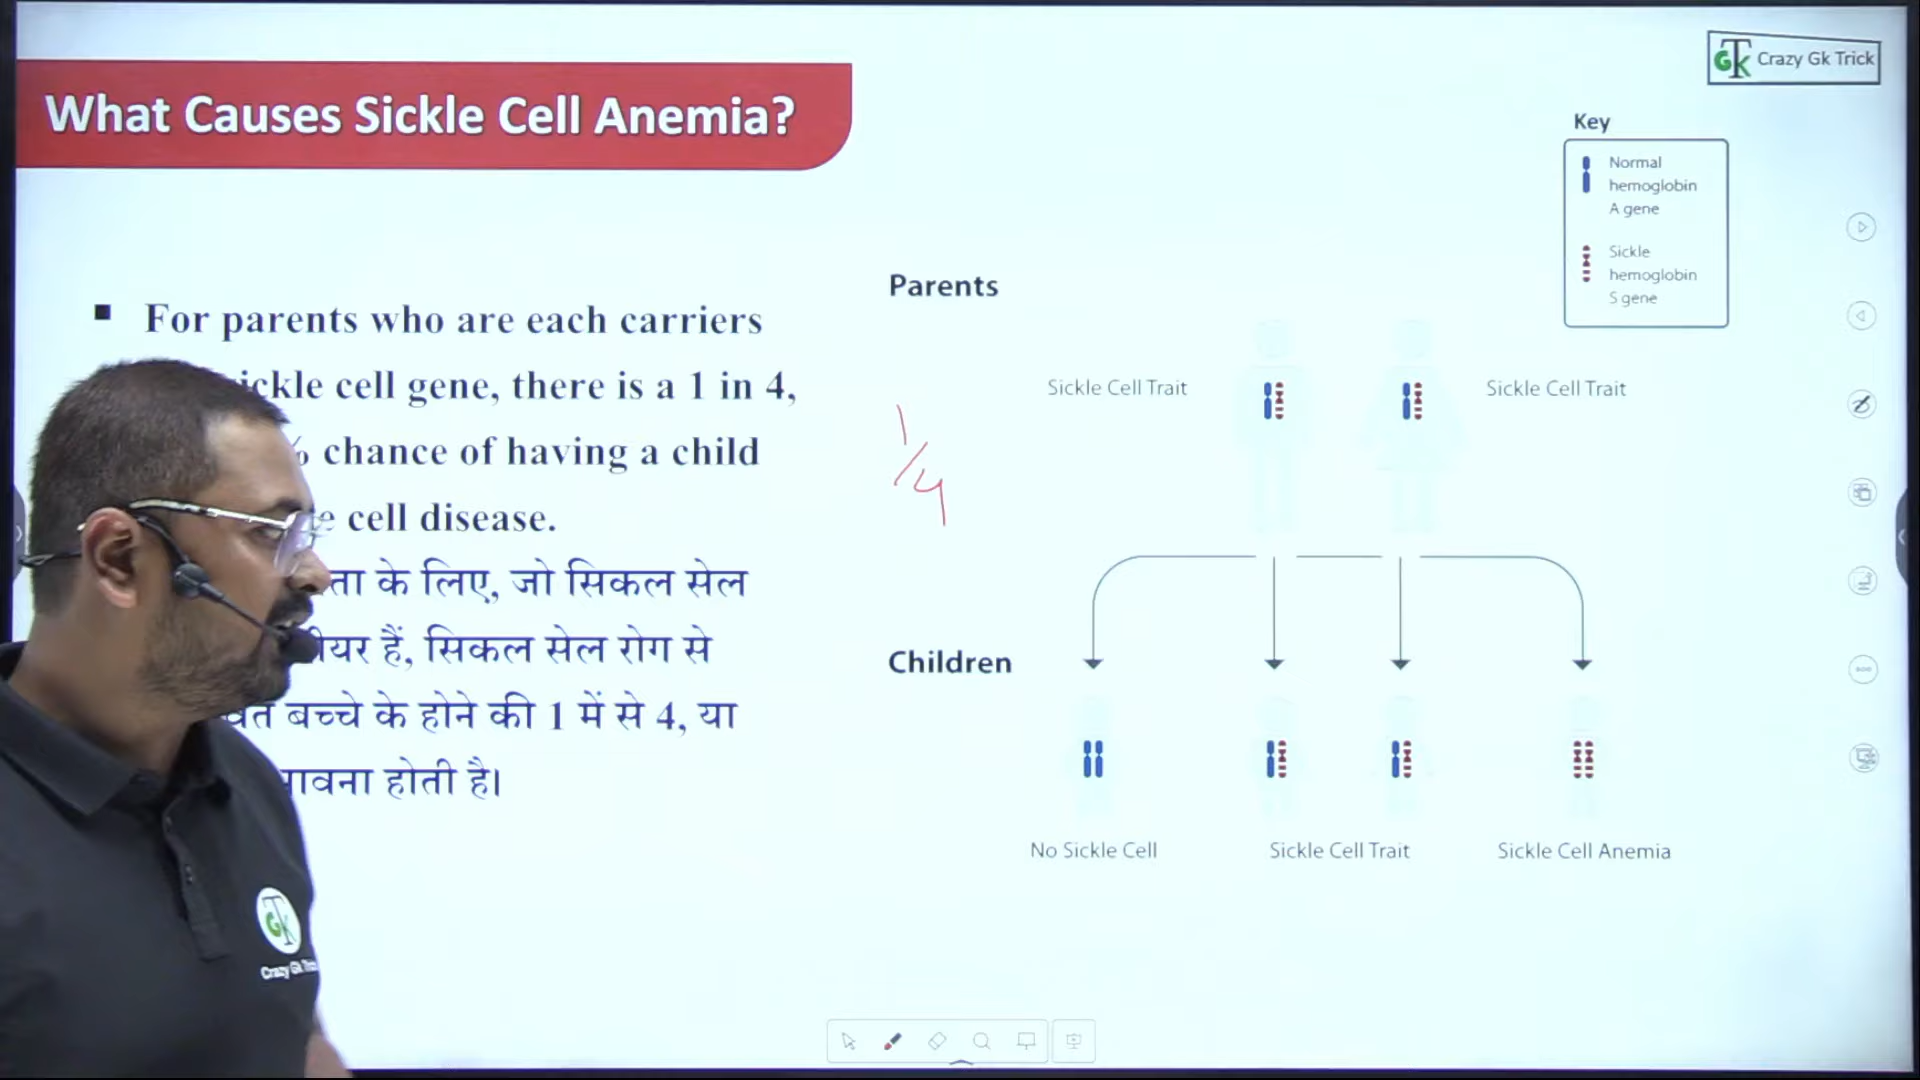 What Causes Sickle Cell Anemia?
Crazy Gk Trick
Key
Normal
hemoglobin
A gene
Sickle
hemoglobin
S gene
For parents who are each carriers
cell gene, there is a 1 in 4,
% chance of having a child
cell disease.
के लिए, जो सिकल सेल
हैं, सिकल सेल रोग से
बच्चे के होने की 1 में से 4, या
होती है।
1/4
Parents
Sickle Cell Trait
Sickle Cell Trait
Children
No Sickle Cell
Sickle Cell Trait
Sickle Cell Anemia
GTK
Crazy Gk